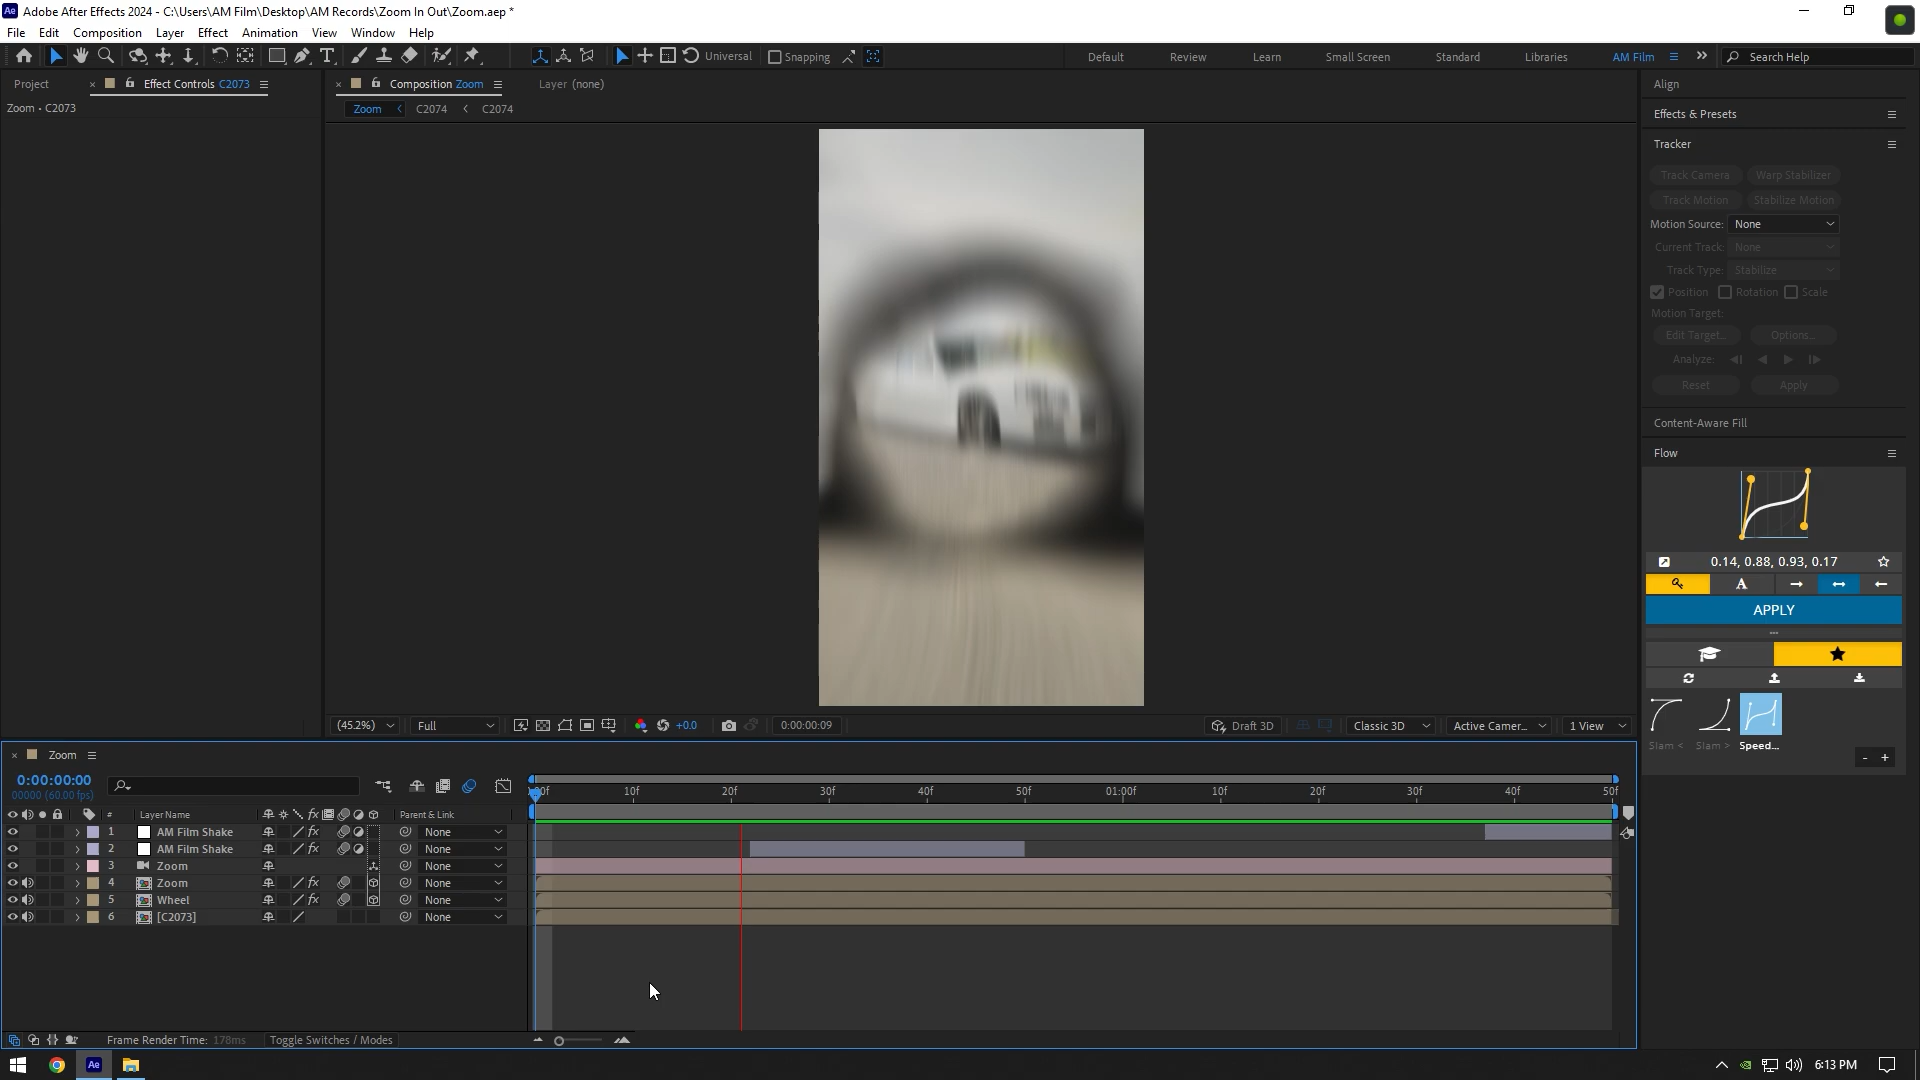 Adobe After Effects 2024 - C:\Users\AM Film\Desktop\AM Records\Zoom In Out\Zoom.aep *
File Edit Composition Layer Effect Animation View Window Help
Universal Snapping Default Review Learn Small Screen Standard Libraries AM Film Search Help
Project Effect Controls C2073 Composition Zoom Layer (none) Align
Zoom • C2073 Zoom C2074 C2074
Effects & Presets
Tracker
Track Camera Warp Stabilizer
Track Motion Stabilize Motion
Motion Source: None
Current Track: None
Track Type: Stabilize
Position Rotation Scale
Motion Target:
Edit Target... Options...
Analyze:
Reset Apply
Content-Aware Fill
Flow
0.14, 0.88, 0.93, 0.17
A
APPLY
Slam < Slam > Speed...
- +
(45.2%) Full +0.0 0:00:00:09 Draft 3D Classic 3D Active Camer... 1 View
Zoom
0:00:00:00
00000 (60.00 fps)
:00f 10f 20f 30f 40f 50f 01:00f 10f 20f 30f 40f 50f
# Layer Name fx Parent & Link
1 AM Film Shake fx None
2 AM Film Shake fx None
3 Zoom None
4 Zoom fx None
5 Wheel fx None
6 [C2073] None
Frame Render Time: 178ms Toggle Switches / Modes
Ae 6:13 PM